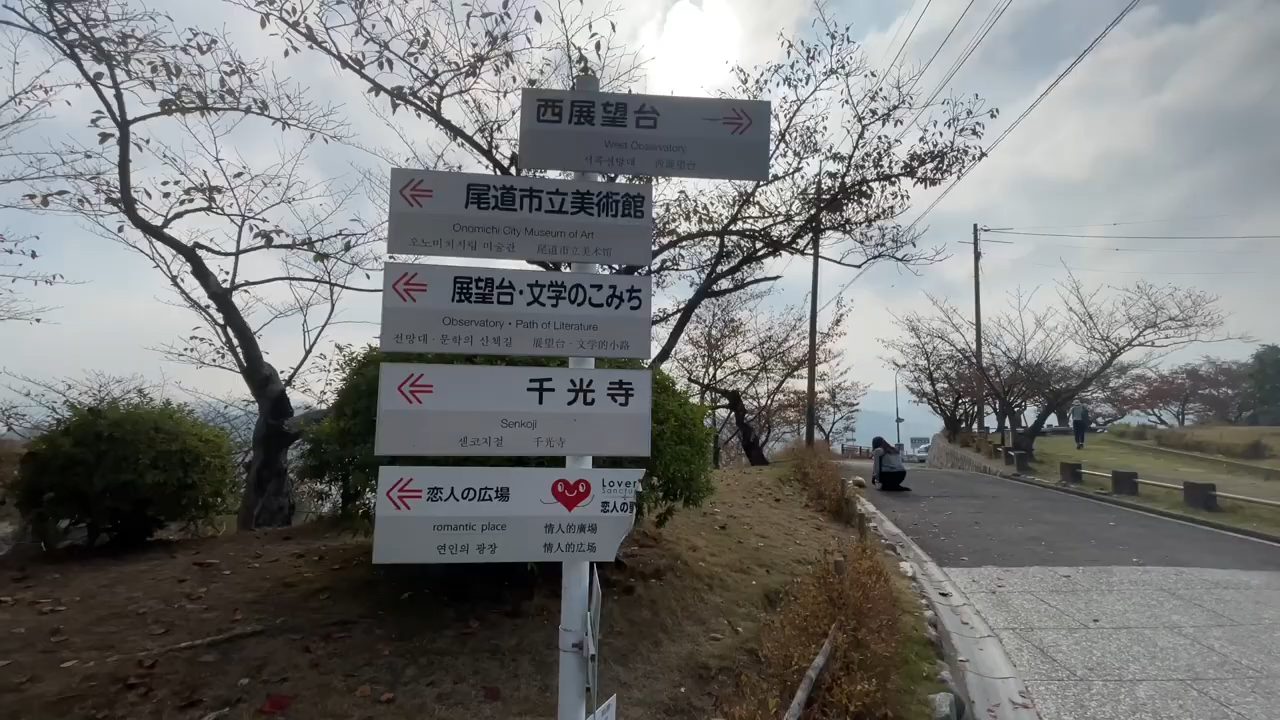 西展望台
West Observatory
서쪽전망대 西展望台
尾道市立美術館
Onomichi City Museum of Art
오노미치시립 미술관 尾道市立美术馆
展望台・文学のこみち
Observatory・Path of Literature
전망대・문학의 산책길 展望台・文学的小路
千光寺
Senkoji
센코지절 千光寺
恋人の広場
Lover
Sanctu
恋人の
romantic place 情人的廣場
연인의 광장 情人的広场